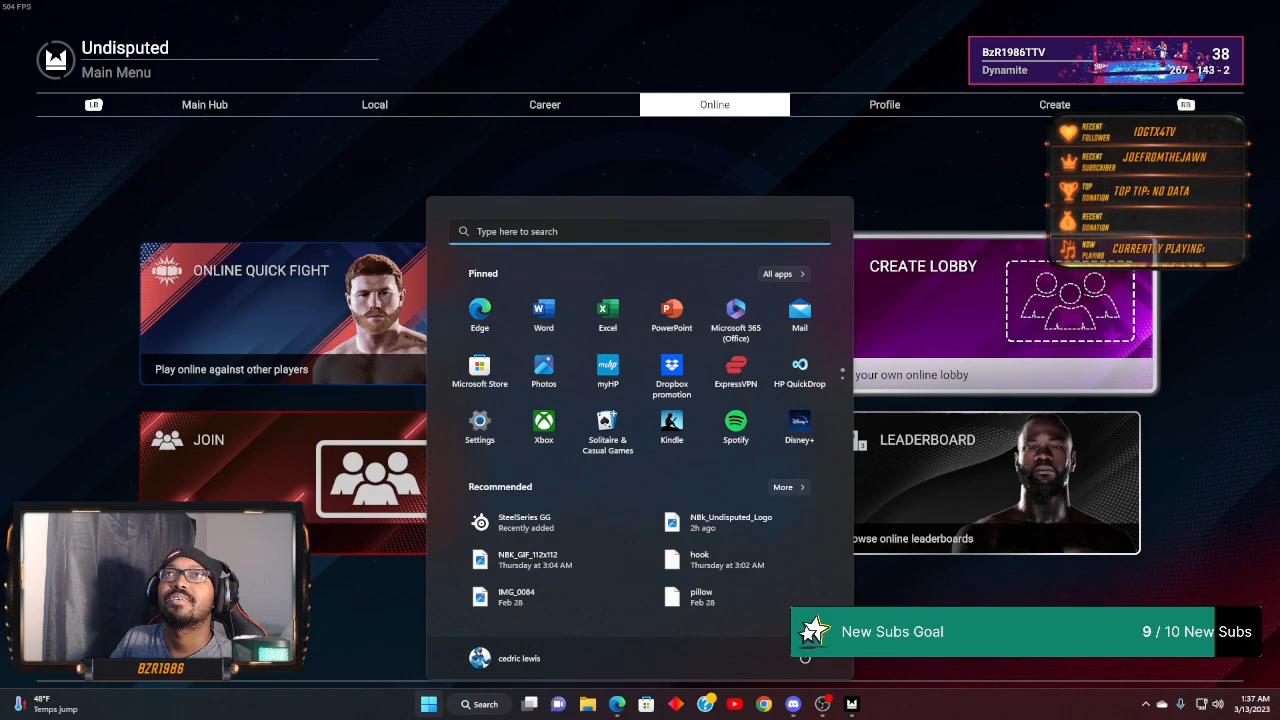 504 FPS
Undisputed
Main Menu
BzR1986TTV
38
Dynamite
267 - 143 - 2
LB
Main Hub
Local
Career
Online
Profile
Create
RB
RECENT FOLLOWER
IDGTX4TV
RECENT SUBSCRIBER
JOEFROMTHEJAWN
TOP DONATION
TOP TIP: NO DATA
RECENT DONATION
NOW PLAYING
CURRENTLY PLAYING:
ONLINE QUICK FIGHT
Play online against other players
CREATE LOBBY
your own online lobby
JOIN
LEADERBOARD
owse online leaderboards
Type here to search
Pinned
All apps
Edge
Word
Excel
PowerPoint
Microsoft 365
(Office)
Mail
Microsoft Store
Photos
myHP
Dropbox
promotion
ExpressVPN
HP QuickDrop
Settings
Xbox
Solitaire &
Casual Games
Kindle
Spotify
Disney+
Recommended
More
SteelSeries GG
Recently added
NBk_Undisputed_Logo
2h ago
NBK_GIF_112x112
Thursday at 3:04 AM
hook
Thursday at 3:02 AM
IMG_0084
Feb 28
pillow
Feb 28
cedric lewis
New Subs Goal
9 / 10 New Subs
BZR1986
48°F
Temps jump
Search
1:37 AM
3/13/2023